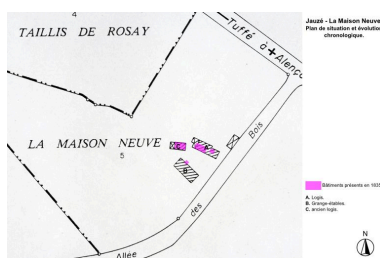 4
TAILLIS DE ROSAY
Tuffé à Alenço
Jauzé - La Maison Neuve
Plan de situation et évolution
chronologique.
LA MAISON NEUVE
5
C
A
B
Bois
des
Allée
Bâtiments présents en 1835
A. Logis.
B. Grange-étables.
C. ancien logis.
N